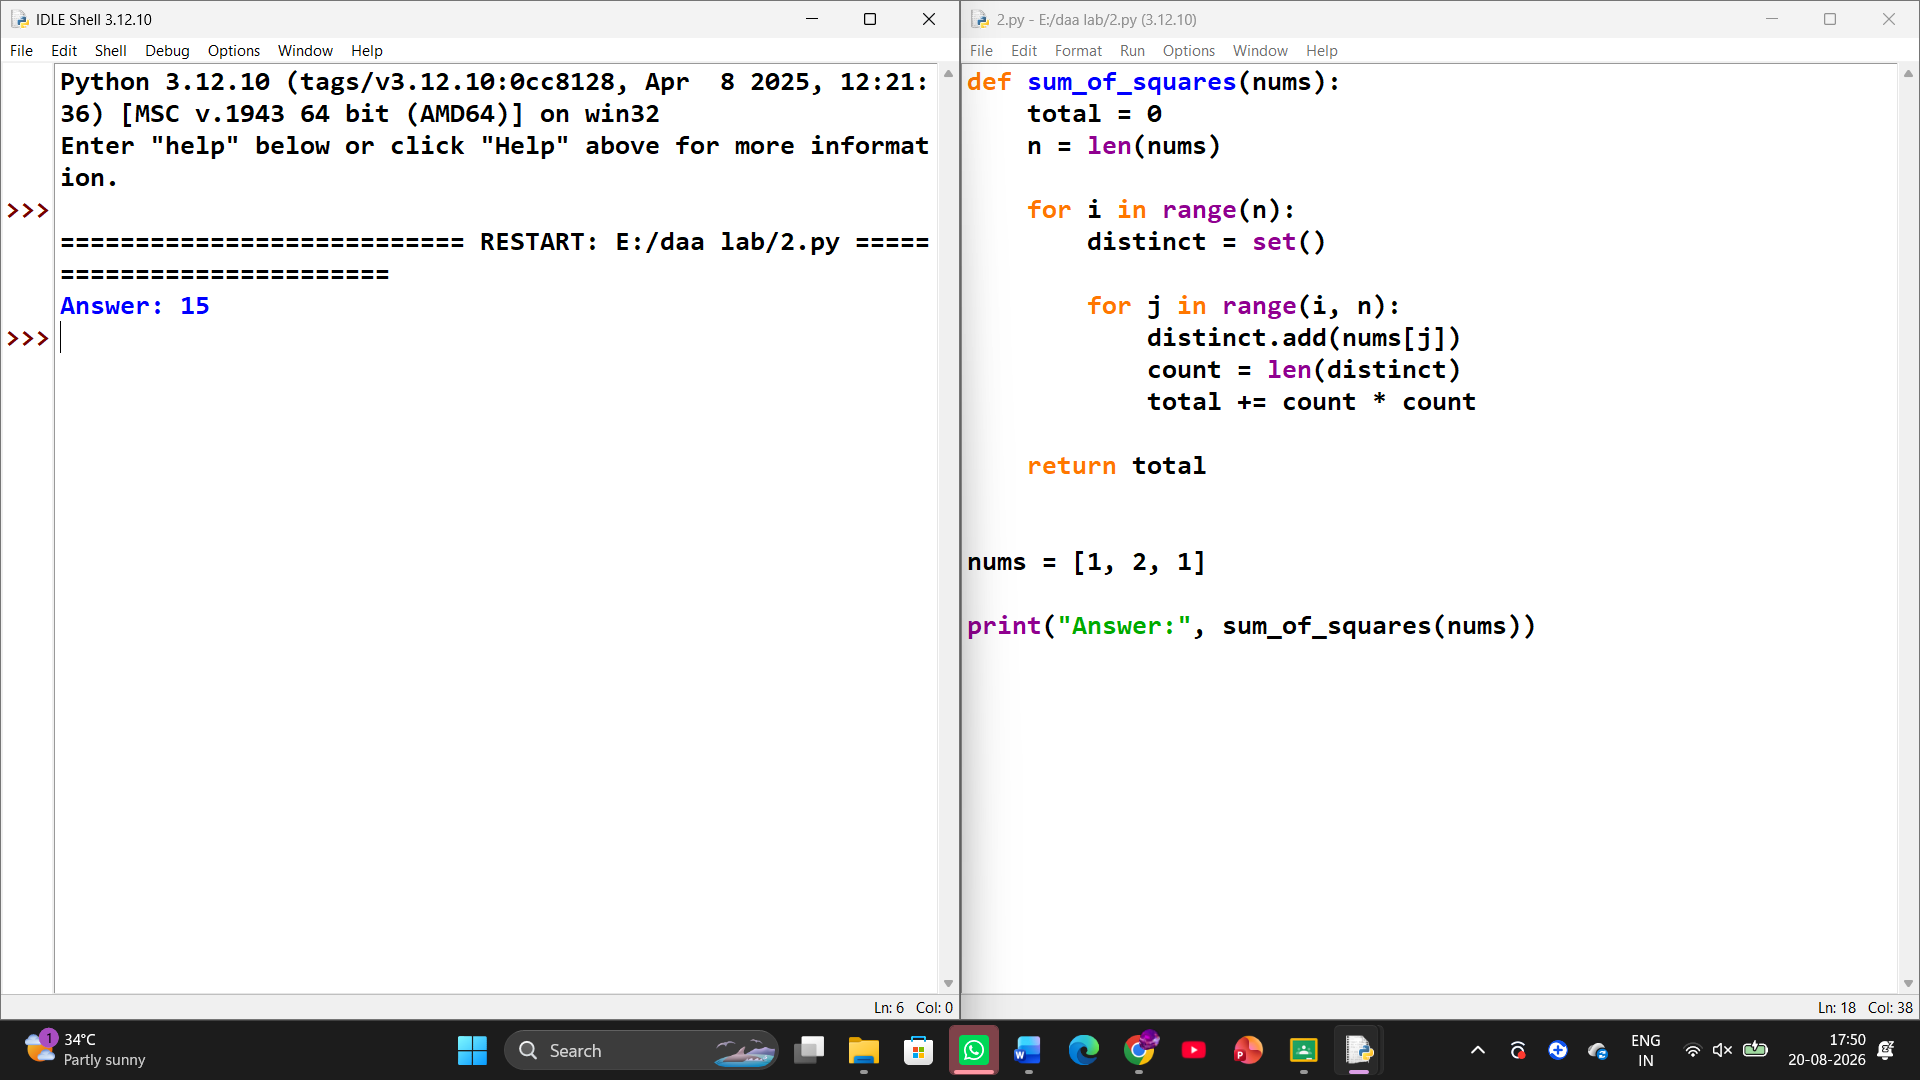 IDLE Shell 3.12.10
File Edit Shell Debug Options Window Help
Python 3.12.10 (tags/v3.12.10:0cc8128, Apr  8 2025, 12:21:
36) [MSC v.1943 64 bit (AMD64)] on win32
Enter "help" below or click "Help" above for more informat
ion.
>>>
=========================== RESTART: E:/daa lab/2.py =====
======================
Answer: 15
>>>
Ln: 6 Col: 0
2.py - E:/daa lab/2.py (3.12.10)
File Edit Format Run Options Window Help
def sum_of_squares(nums):
    total = 0
    n = len(nums)
    for i in range(n):
        distinct = set()
        for j in range(i, n):
            distinct.add(nums[j])
            count = len(distinct)
            total += count * count
    return total
nums = [1, 2, 1]
print("Answer:", sum_of_squares(nums))
Ln: 18 Col: 38
1
34°C
Partly sunny
Search
W
P
ENG
IN
17:50
20-08-2026